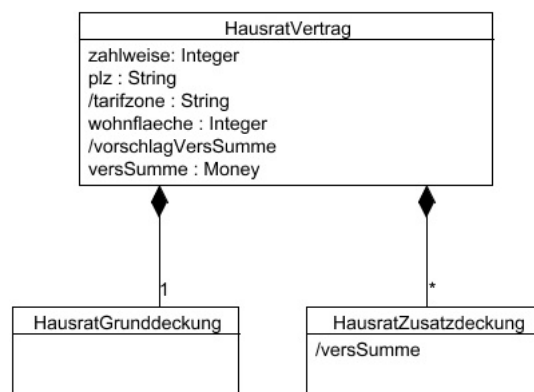 HausratVertrag
zahlweise: Integer
plz : String
/tarifzone : String
wohnflaeche : Integer
/vorschlagVersSumme
versSumme : Money
1
*
HausratGrunddeckung
HausratZusatzdeckung
/versSumme